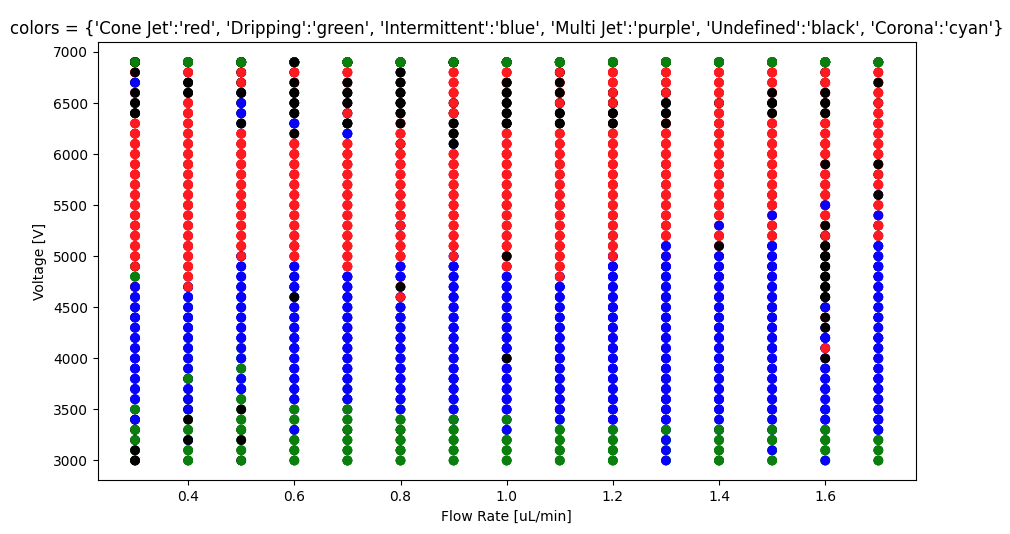 colors = {'Cone Jet':'red', 'Dripping':'green', 'Intermittent':'blue', 'Multi Jet':'purple', 'Undefined':'black', 'Corona':'cyan'}
7000
6500
6000
5500
5000
4500
4000
3500
3000
Voltage [V]
0.4 0.6 0.8 1.0 1.2 1.4 1.6
Flow Rate [uL/min]